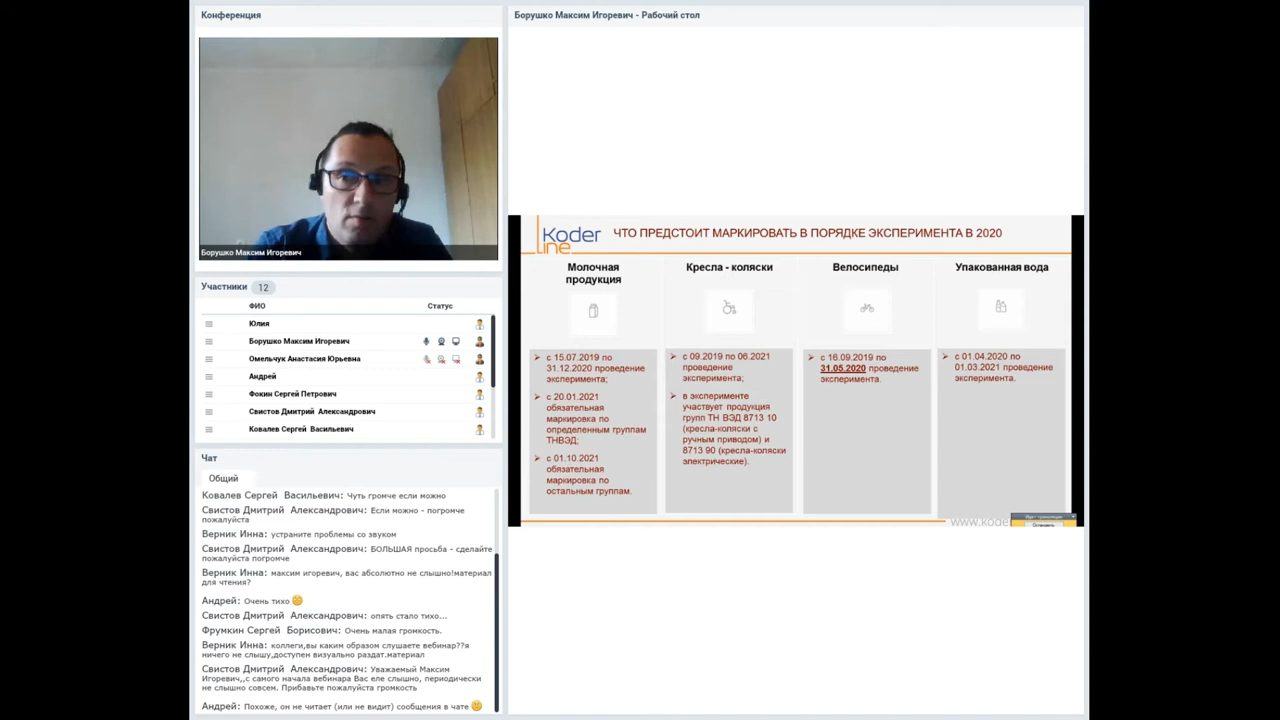 Конференция
Борушко Максим Игоревич
Участники 12
ФИО Статус
Юлия
Борушко Максим Игоревич
Омельчук Анастасия Юрьевна
Андрей
Фокин Сергей Петрович
Свистов Дмитрий Александрович
Ковалев Сергей Васильевич
Чат
Общий
Ковалев Сергей Васильевич: Чуть громче если можно
Свистов Дмитрий Александрович: Если можно - погромче
пожалуйста
Верник Инна: устраните проблемы со звуком
Свистов Дмитрий Александрович: БОЛЬШАЯ просьба - сделайте
пожалуйста погромче
Верник Инна: максим игоревич, вас абсолютно не слышно!материал
для чтения?
Андрей: Очень тихо
Свистов Дмитрий Александрович: опять стало тихо...
Фрумкин Сергей Борисович: Очень малая громкость.
Верник Инна: коллеги,вы каким образом слушаете вебинар??я
ничего не слышу,доступен визуально раздат.материал
Свистов Дмитрий Александрович: Уважаемый Максим
Игоревич,,с самого начала вебинара Вас еле слышно, периодически
не слышно совсем. Прибавьте пожалуйста громкость
Андрей: Похоже, он не читает (или не видит) сообщения в чате
Борушко Максим Игоревич - Рабочий стол
Koder
line
ЧТО ПРЕДСТОИТ МАРКИРОВАТЬ В ПОРЯДКЕ ЭКСПЕРИМЕНТА В 2020
Молочная
продукция
с 15.07.2019 по
31.12.2020 проведение
эксперимента;
с 20.01.2021
обязательная
маркировка по
определенным группам
ТНВЭД;
с 01.10.2021
обязательная
маркировка по
остальным группам.
Кресла - коляски
с 09.2019 по 06.2021
проведение
эксперимента;
в эксперименте
участвует продукция
групп ТН ВЭД 8713 10
(кресла-коляски с
ручным приводом) и
8713 90 (кресла-коляски
электрические).
Велосипеды
с 16.09.2019 по
31.05.2020 проведение
эксперимента.
Упакованная вода
с 01.04.2020 по
01.03.2021 проведение
эксперимента.
www.koder